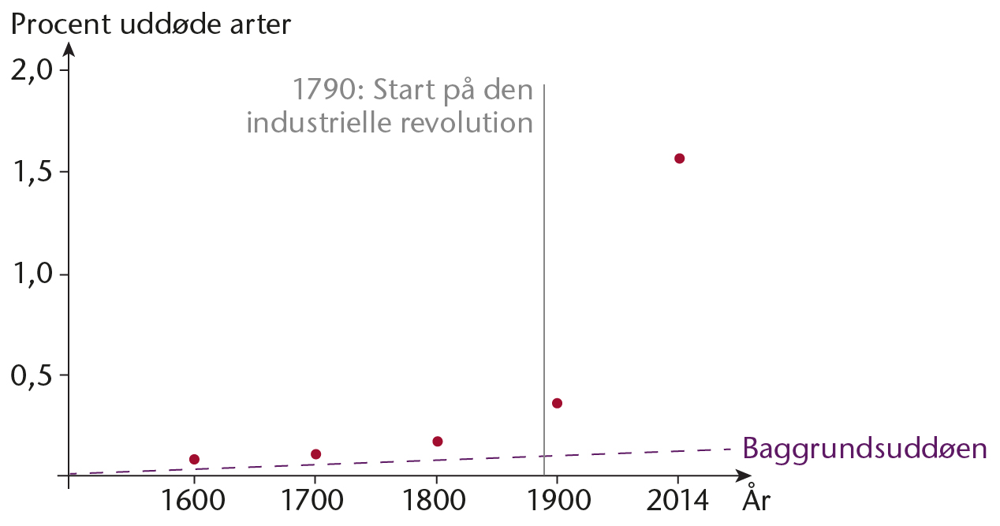 Procent uddøde arter
2,0
1790: Start på den
industrielle revolution
1,5
1,0
0,5
Baggrundsuddøen
1600 1700 1800 1900 2014 År